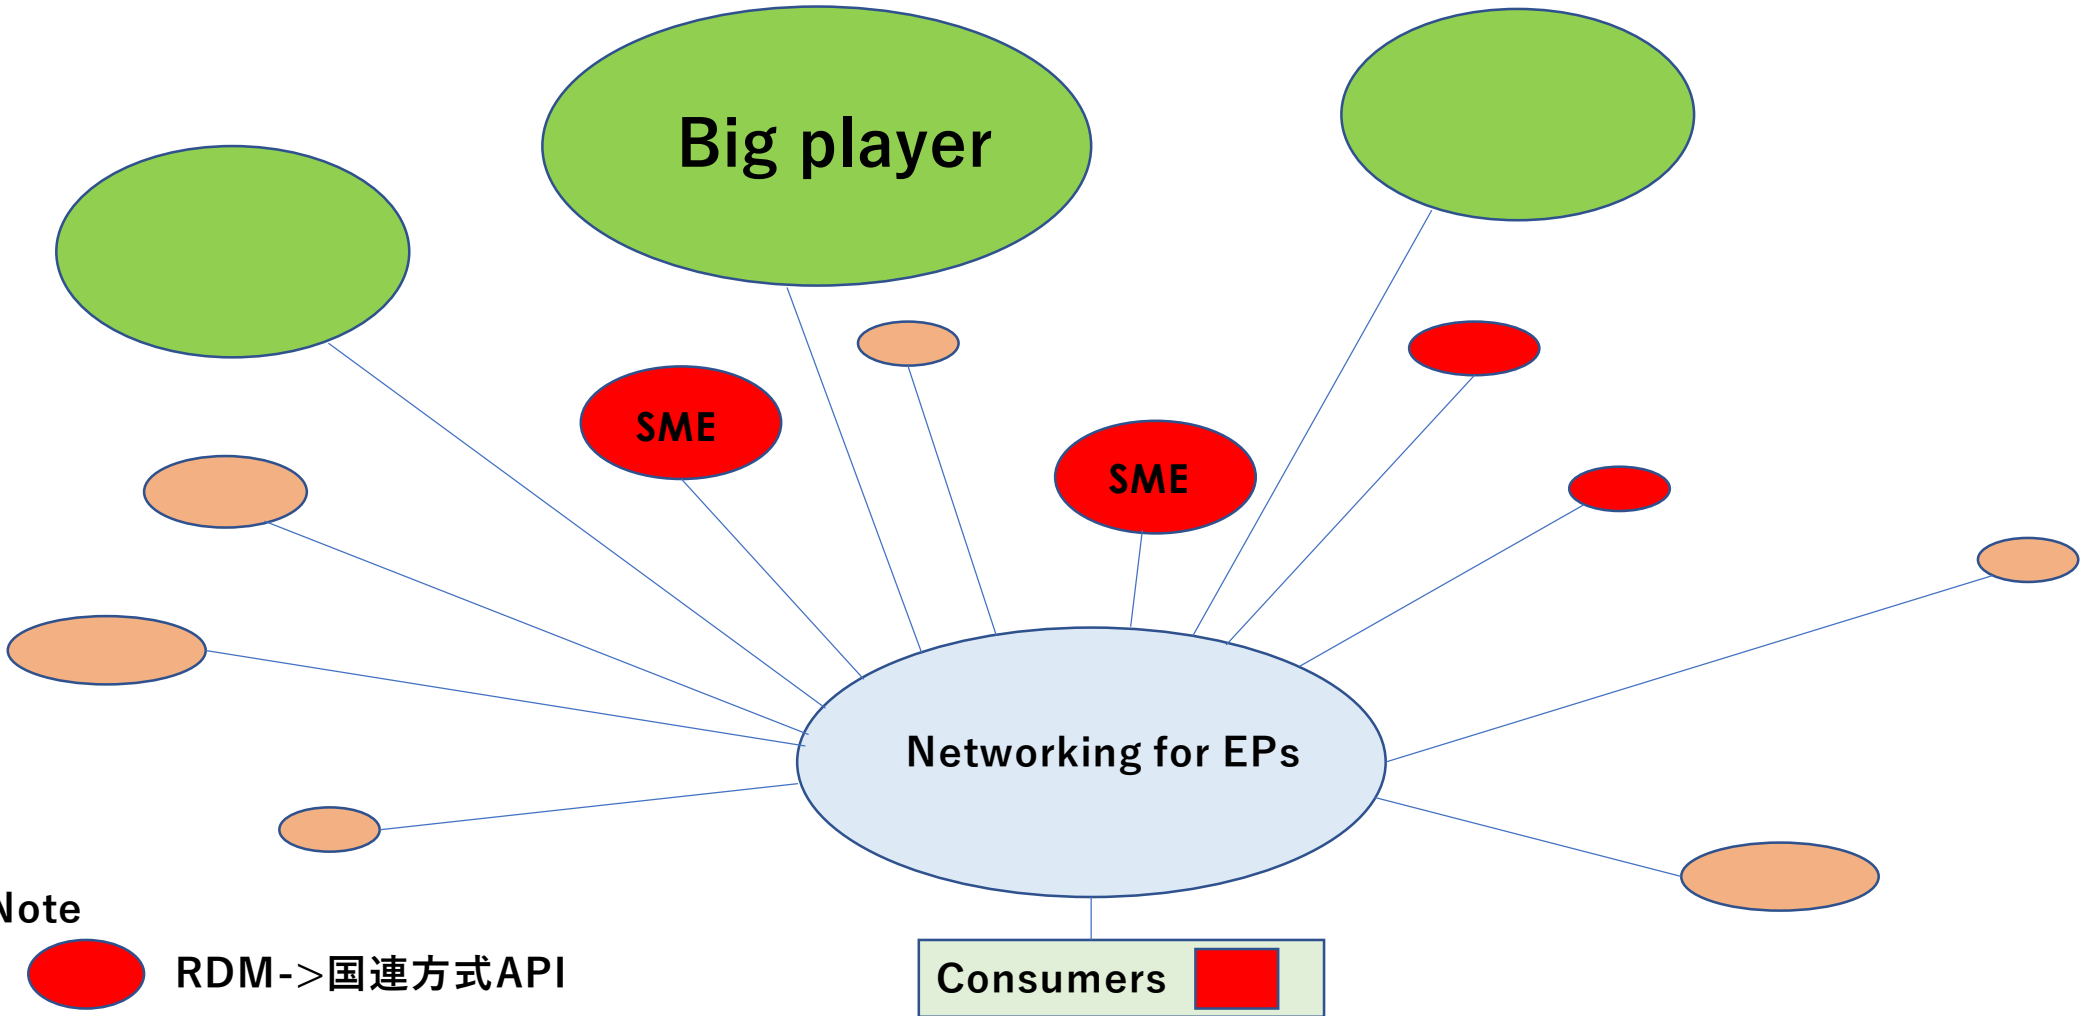 Big player
SME
SME
Networking for EPs
Note
RDM->国連方式API
Consumers